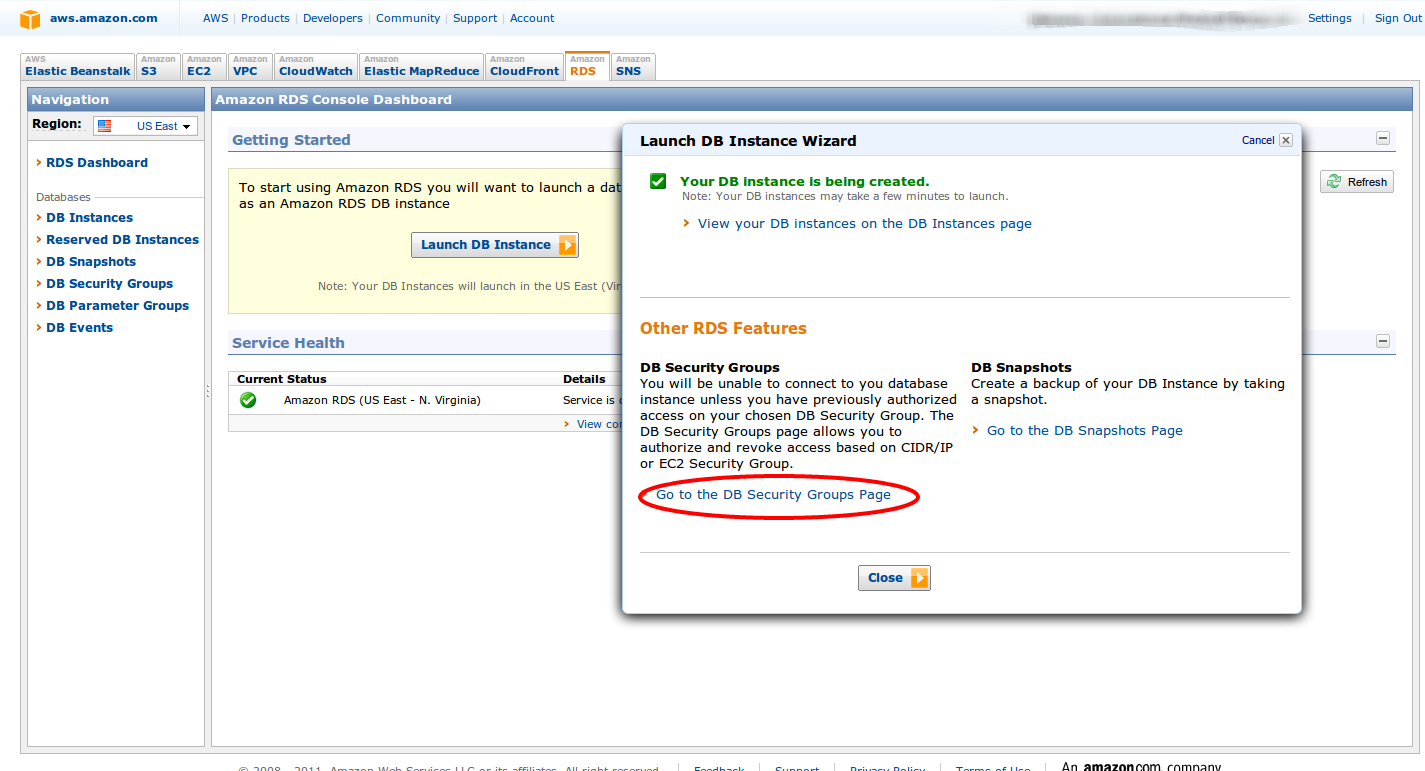 aws.amazon.com
AWS | Products | Developers | Community | Support | Account
Settings | Sign Out
AWS
Elastic Beanstalk
Amazon
S3
Amazon
EC2
Amazon
VPC
Amazon
CloudWatch
Amazon
Elastic MapReduce
Amazon
CloudFront
Amazon
RDS
Amazon
SNS
Navigation
Region:
US East
RDS Dashboard
Databases
DB Instances
Reserved DB Instances
DB Snapshots
DB Security Groups
DB Parameter Groups
DB Events
Amazon RDS Console Dashboard
Getting Started
To start using Amazon RDS you will want to launch a dat
as an Amazon RDS DB instance
Launch DB Instance
Note: Your DB Instances will launch in the US East (Vir
Refresh
Service Health
Current Status
Details
Amazon RDS (US East - N. Virginia)
Service is
View
Launch DB Instance Wizard
Cancel
Your DB instance is being created.
Note: Your DB instances may take a few minutes to launch.
View your DB instances on the DB Instances page
Other RDS Features
DB Security Groups
You will be unable to connect to you database
instance unless you have previously authorized
access on your chosen DB Security Group. The
DB Security Groups page allows you to
authorize and revoke access based on CIDR/IP
or EC2 Security Group.
Go to the DB Security Groups Page
DB Snapshots
Create a backup of your DB Instance by taking
a snapshot.
Go to the DB Snapshots Page
Close
© 2008 - 2011, Amazon Web Services LLC or its affiliates. All right reserved. | Feedback | Support | Privacy Policy | Terms of Use | An amazon.com. company